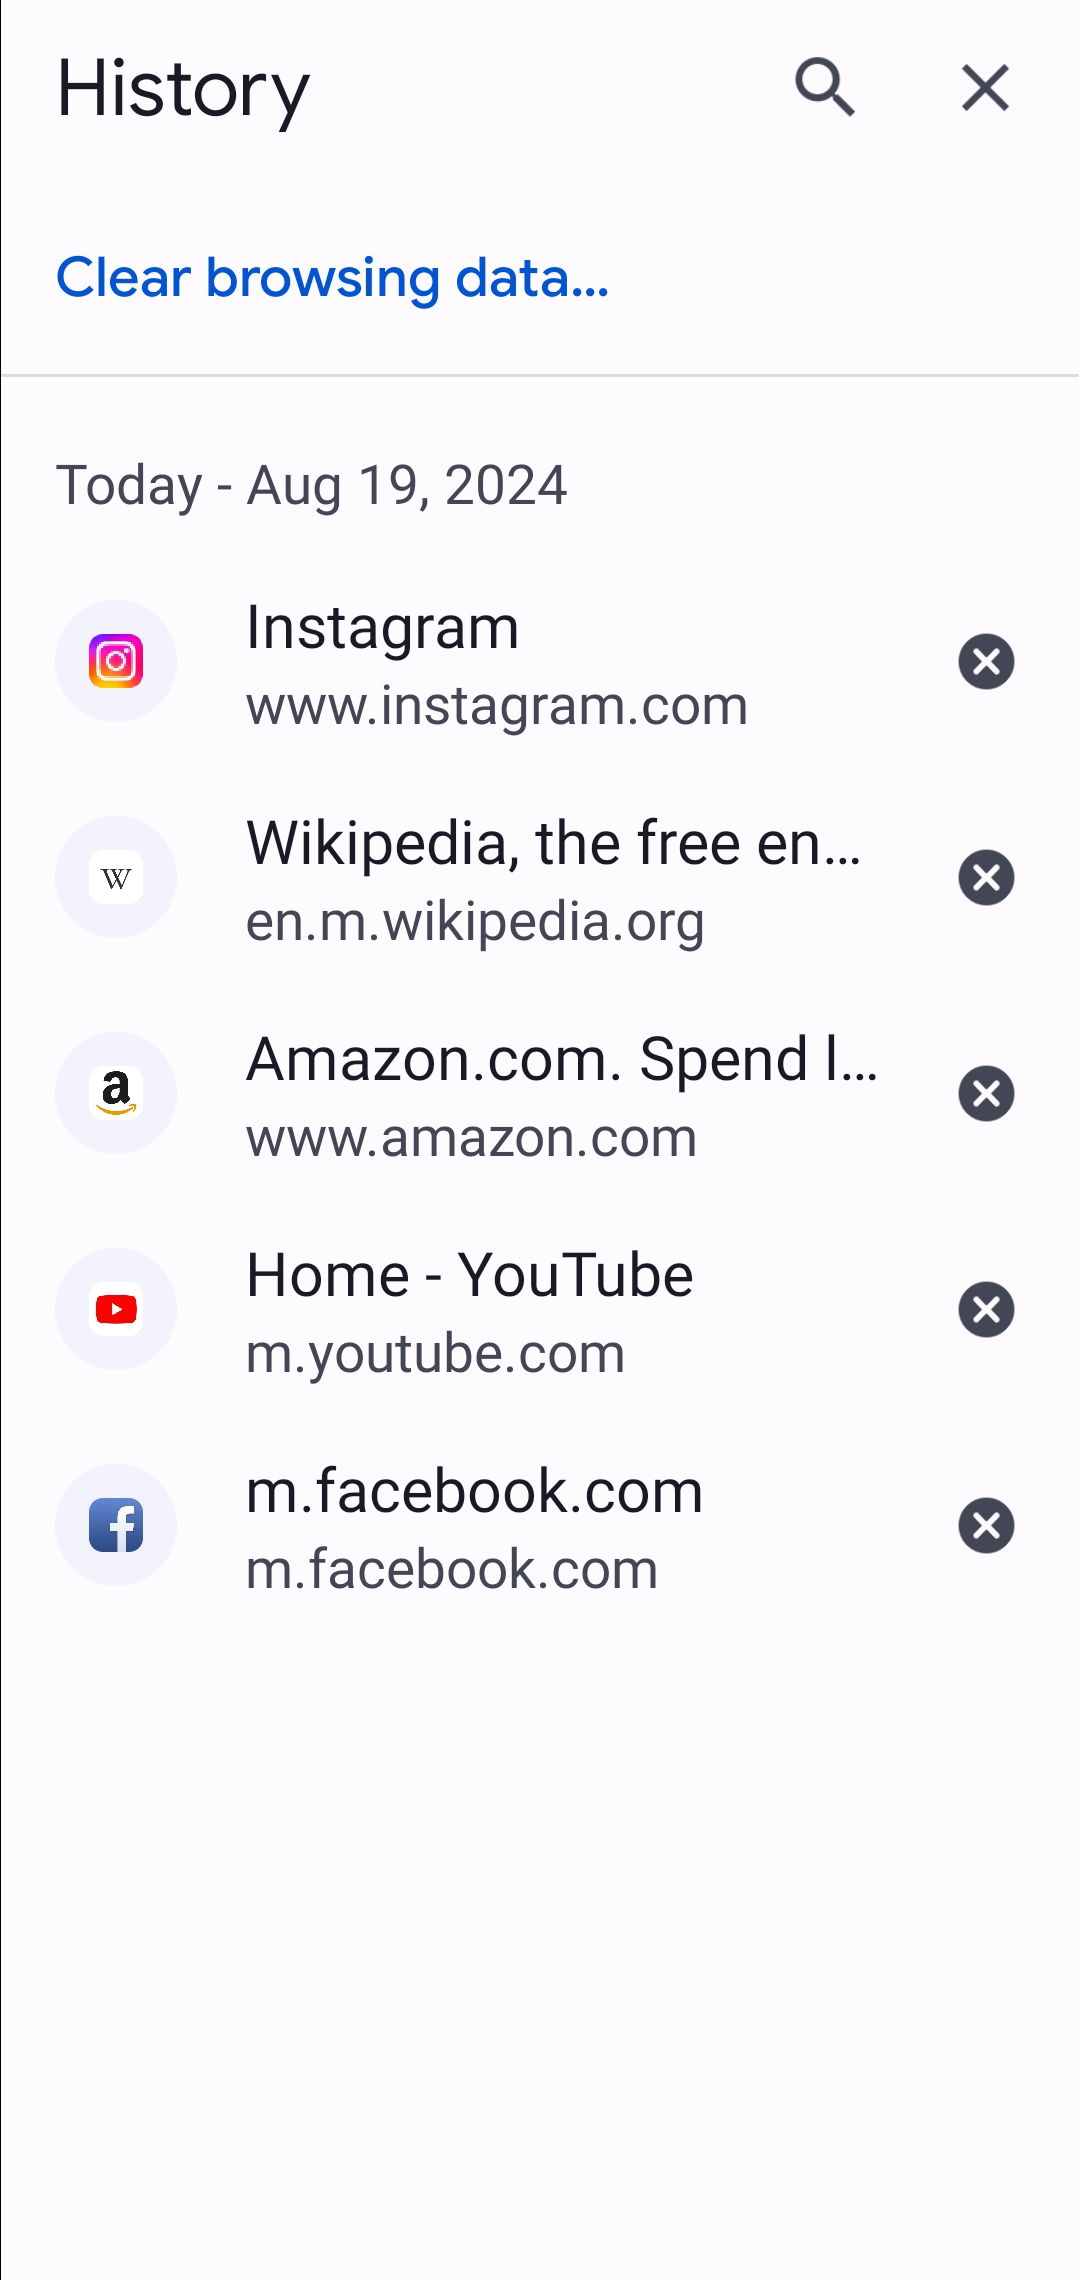 History
Clear browsing data...
Today - Aug 19, 2024
Instagram
www.instagram.com
W
Wikipedia, the free en...
en.m.wikipedia.org
a
Amazon.com. Spend l...
www.amazon.com
Home - YouTube
m.youtube.com
f
m.facebook.com
m.facebook.com